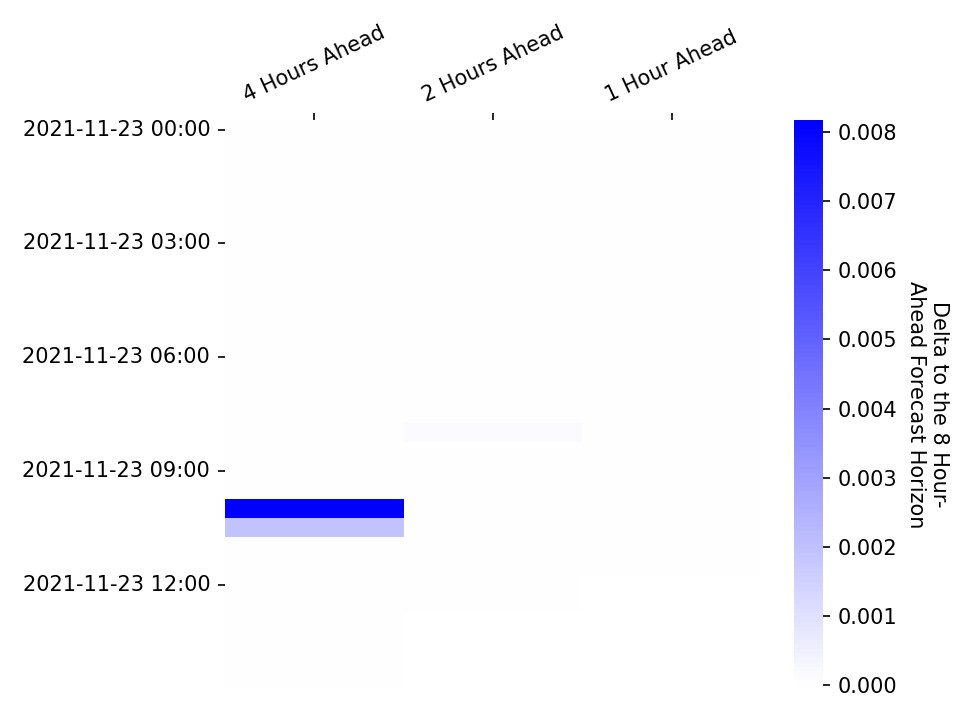 4 Hours Ahead
2 Hours Ahead
1 Hour Ahead
2021-11-23 00:00
2021-11-23 03:00
2021-11-23 06:00
2021-11-23 09:00
2021-11-23 12:00
0.008
0.007
0.006
0.005
0.004
0.003
0.002
0.001
0.000
Delta to the 8 Hour-
Ahead Forecast Horizon